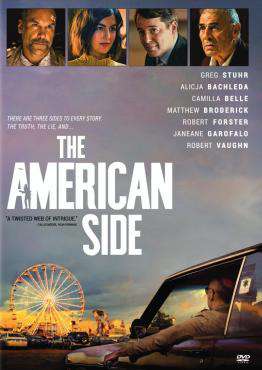 GREG STUHR
ALICJA BACHLEDA
CAMILLA BELLE
MATTHEW BRODERICK
ROBERT FORSTER
JANEANE GAROFALO
ROBERT VAUGHN
THERE ARE THREE SIDES TO EVERY STORY.
THE TRUTH, THE LIE, AND...
THE
AMERICAN
SIDE
"A TWISTED WEB OF INTRIGUE."
DVD